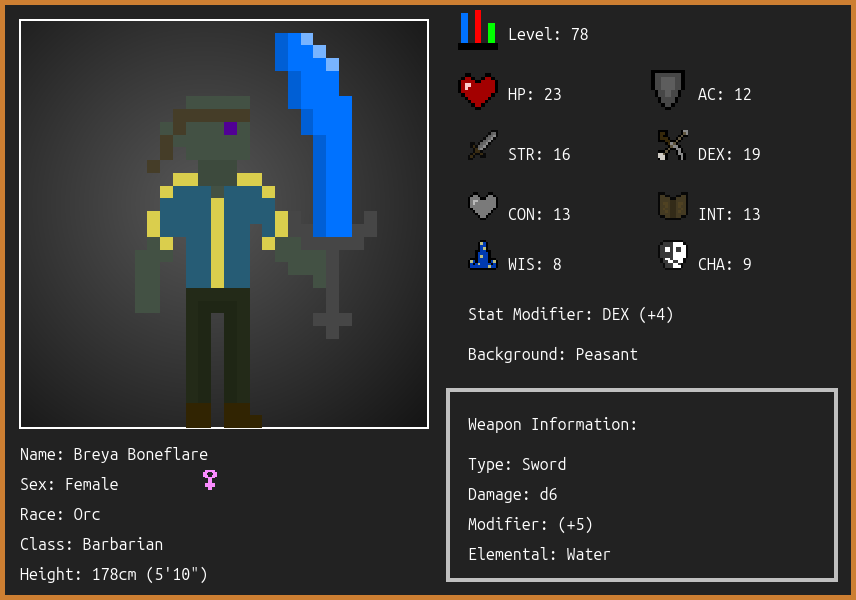 Level: 78
HP: 23
AC: 12
STR: 16
DEX: 19
CON: 13
INT: 13
WIS: 8
CHA: 9
Stat Modifier: DEX (+4)
Background: Peasant
Weapon Information:
Type: Sword
Damage: d6
Modifier: (+5)
Elemental: Water
Name: Breya Boneflare
Sex: Female
Race: Orc
Class: Barbarian
Height: 178cm (5'10")